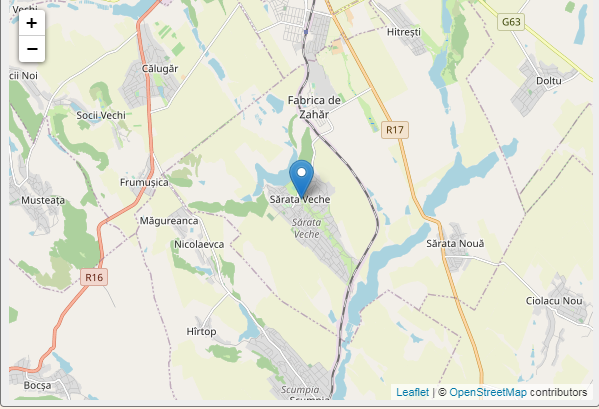 Vechi
+
−
G63
Hitrești
Călugăr
cii Noi
Doltu
Fabrica de
Zahăr
Socii Vechi
R17
Frumușica
Musteața
Sărata Veche
Măgureanca
Sărata
Veche
Nicolaevca
Sărata Nouă
R16
Ciolacu Nou
Hîrtop
Bocșa
Scumpia
Scumpia
Leaflet | © OpenStreetMap contributors